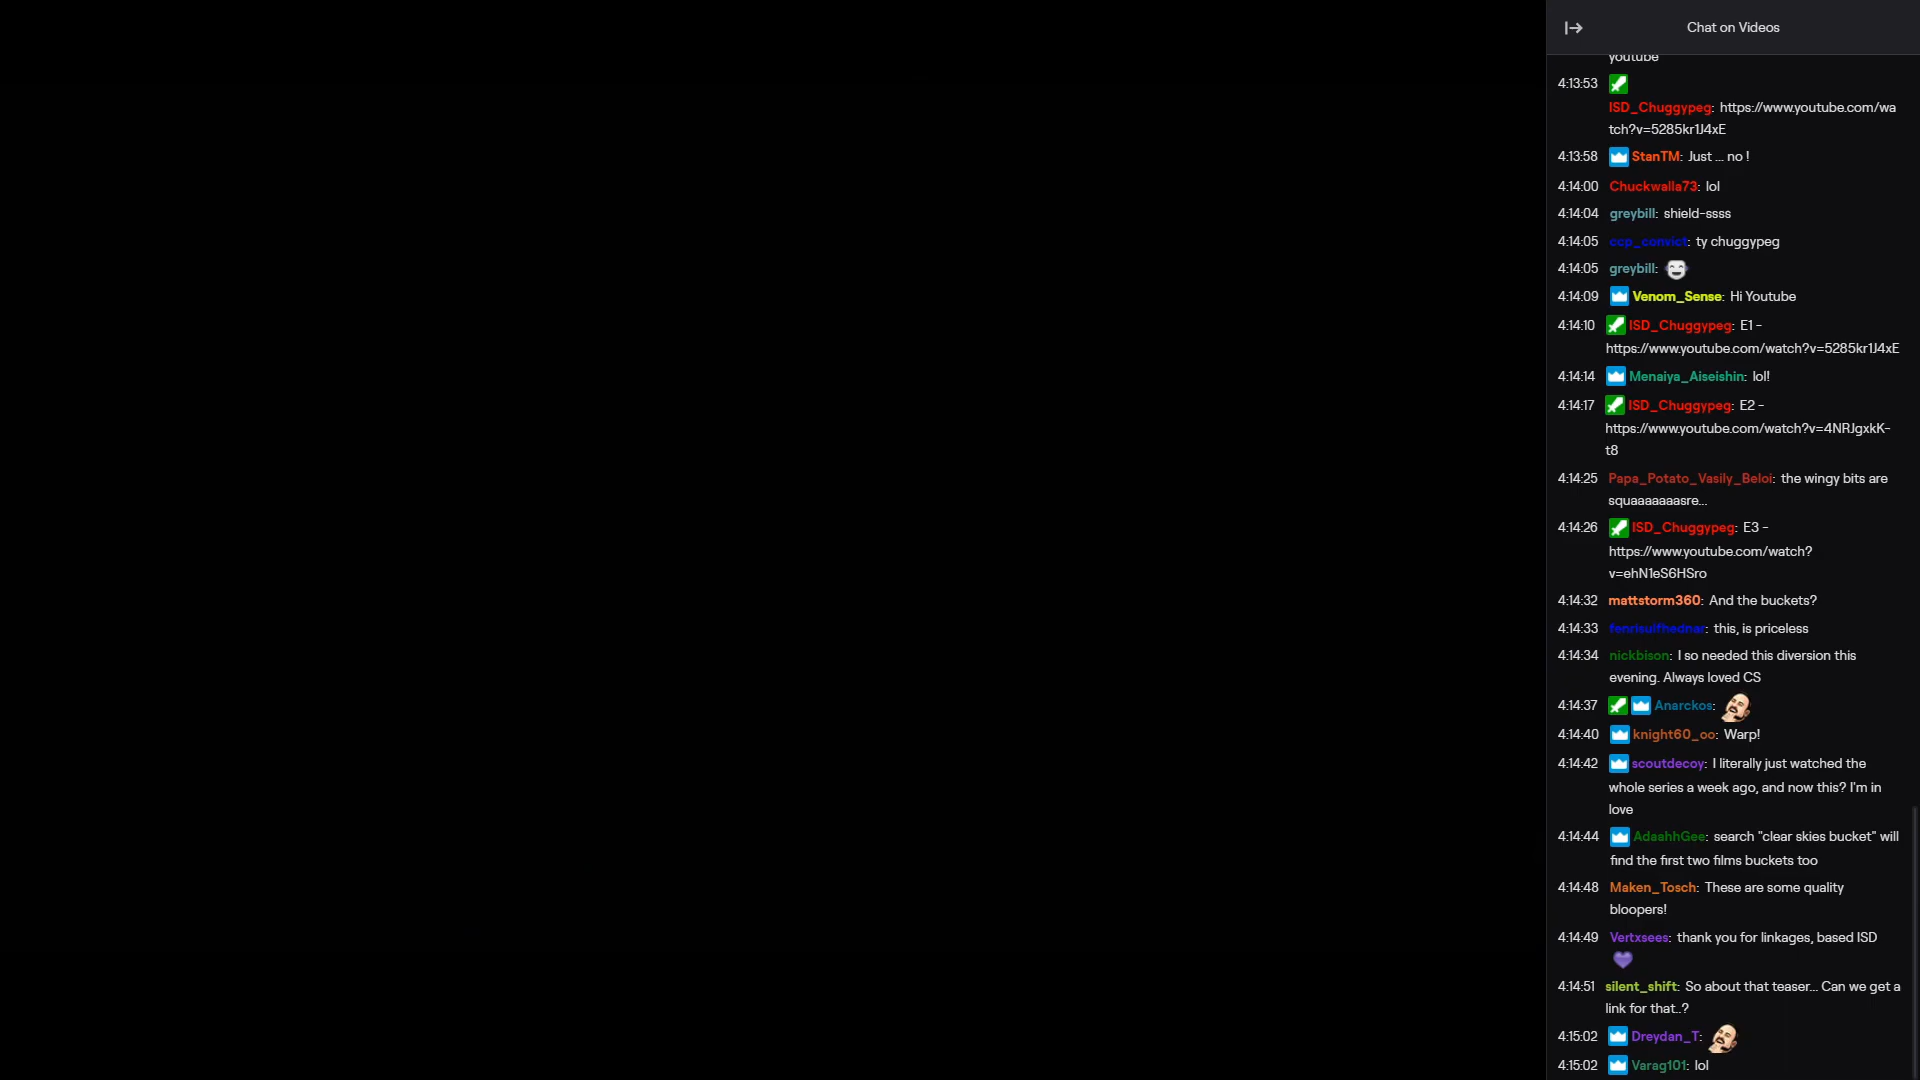 Chat on Videos
youtube
4:13:53
ISD_Chuggypeg: https://www.youtube.com/wa
tch?v=5285kr1J4xE
4:13:58 StanTM: Just ... no !
4:14:00 Chuckwalla73: lol
4:14:04 greybill: shield-ssss
4:14:05 ccp_convict: ty chuggypeg
4:14:05 greybill:
4:14:09 Venom_Sense: Hi Youtube
4:14:10 ISD_Chuggypeg: E1 -
https://www.youtube.com/watch?v=5285kr1J4xE
4:14:14 Menaiya_Aiseishin: lol!
4:14:17 ISD_Chuggypeg: E2 -
https://www.youtube.com/watch?v=4NRJgxkK-
t8
4:14:25 Papa_Potato_Vasily_Beloi: the wingy bits are
squaaaaaaasre...
4:14:26 ISD_Chuggypeg: E3 -
https://www.youtube.com/watch?
v=ehN1eS6HSro
4:14:32 mattstorm360: And the buckets?
4:14:33 fenrisulfhednar: this, is priceless
4:14:34 nickbison: I so needed this diversion this
evening. Always loved CS
4:14:37 Anarckos:
4:14:40 knight60_oo: Warp!
4:14:42 scoutdecoy: I literally just watched the
whole series a week ago, and now this? I'm in
love
4:14:44 AdaahhGee: search "clear skies bucket" will
find the first two films buckets too
4:14:48 Maken_Tosch: These are some quality
bloopers!
4:14:49 Vertxsees: thank you for linkages, based ISD
4:14:51 silent_shift: So about that teaser... Can we get a
link for that..?
4:15:02 Dreydan_T:
4:15:02 Varag101: lol